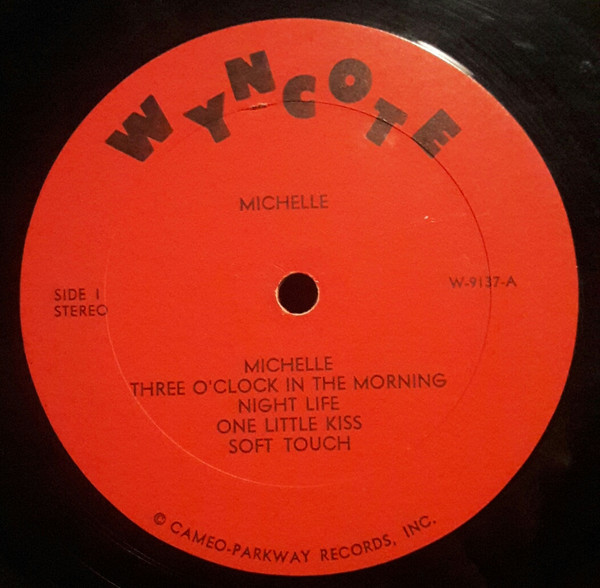 WYNCOTE
MICHELLE
SIDE 1
STEREO
W-9137-A
MICHELLE
THREE O'CLOCK IN THE MORNING
NIGHT LIFE
ONE LITTLE KISS
SOFT TOUCH
© CAMEO-PARKWAY RECORDS, INC.